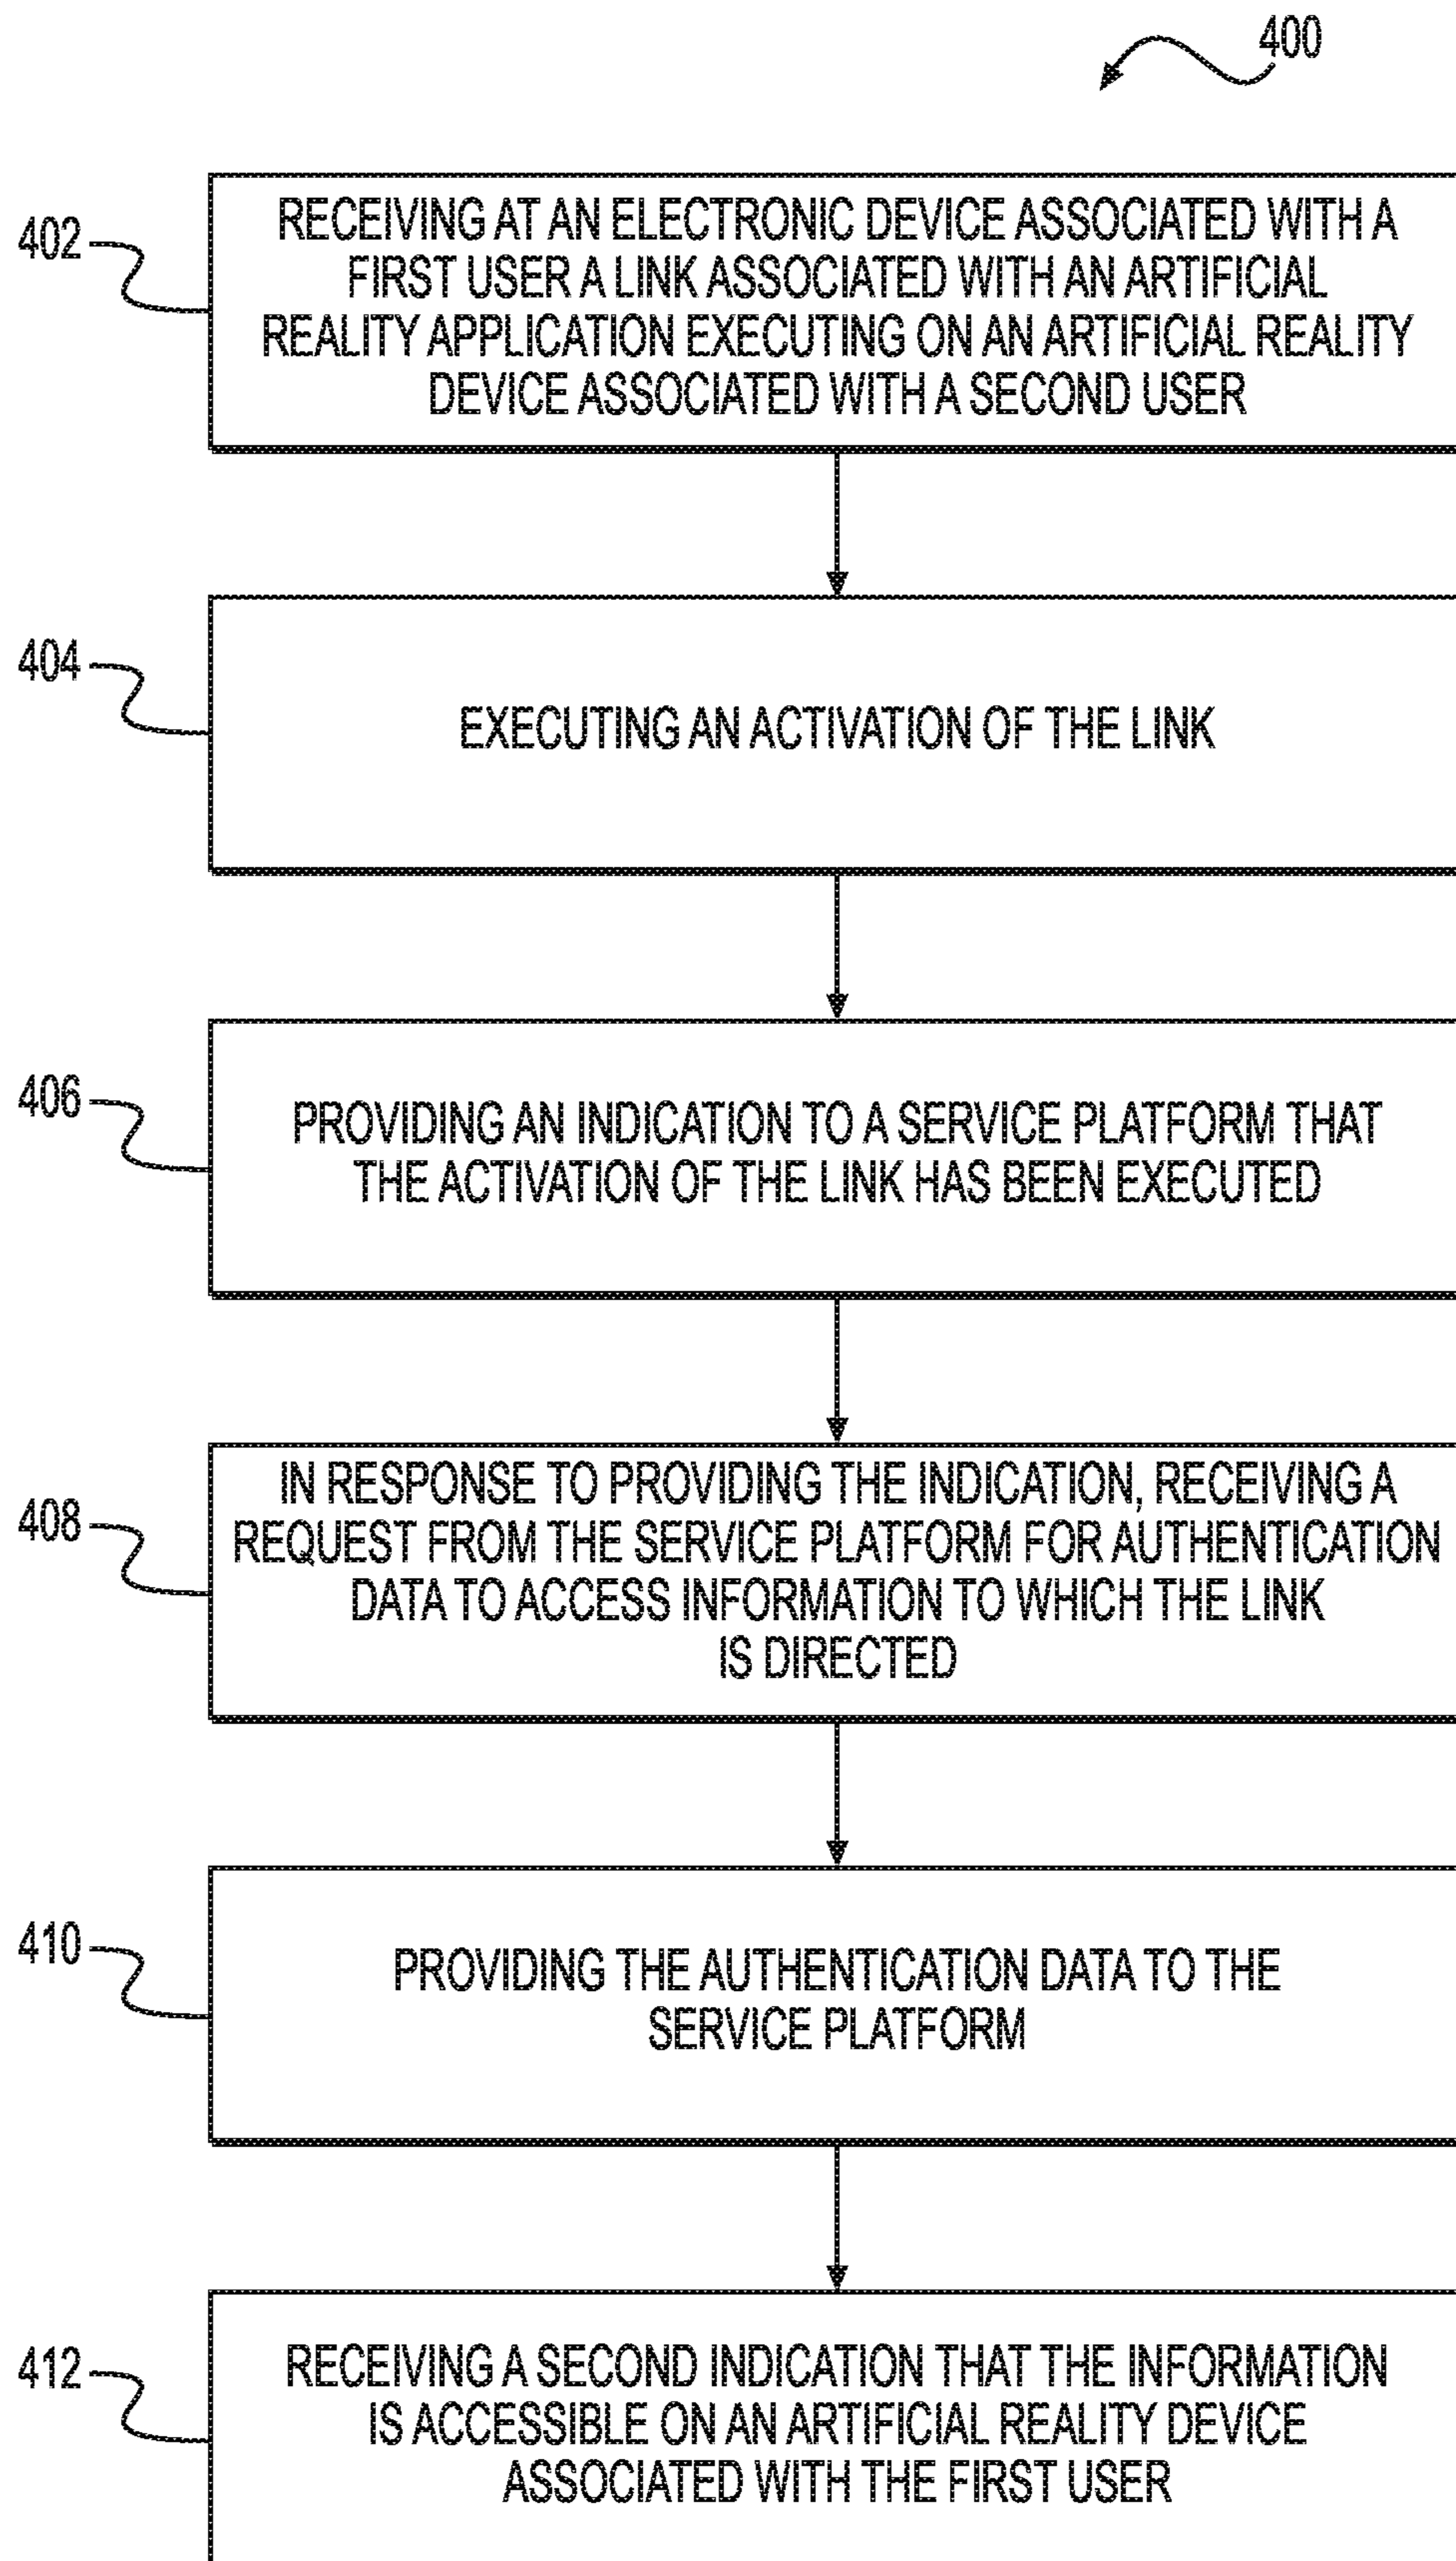 400
402
RECEIVING AT AN ELECTRONIC DEVICE ASSOCIATED WITH A
FIRST USER A LINK ASSOCIATED WITH AN ARTIFICIAL
REALITY APPLICATION EXECUTING ON AN ARTIFICIAL REALITY
DEVICE ASSOCIATED WITH A SECOND USER
404
EXECUTING AN ACTIVATION OF THE LINK
406
PROVIDING AN INDICATION TO A SERVICE PLATFORM THAT
THE ACTIVATION OF THE LINK HAS BEEN EXECUTED
408
IN RESPONSE TO PROVIDING THE INDICATION, RECEIVING A
REQUEST FROM THE SERVICE PLATFORM FOR AUTHENTICATION
DATA TO ACCESS INFORMATION TO WHICH THE LINK
IS DIRECTED
410
PROVIDING THE AUTHENTICATION DATA TO THE
SERVICE PLATFORM
412
RECEIVING A SECOND INDICATION THAT THE INFORMATION
IS ACCESSIBLE ON AN ARTIFICIAL REALITY DEVICE
ASSOCIATED WITH THE FIRST USER